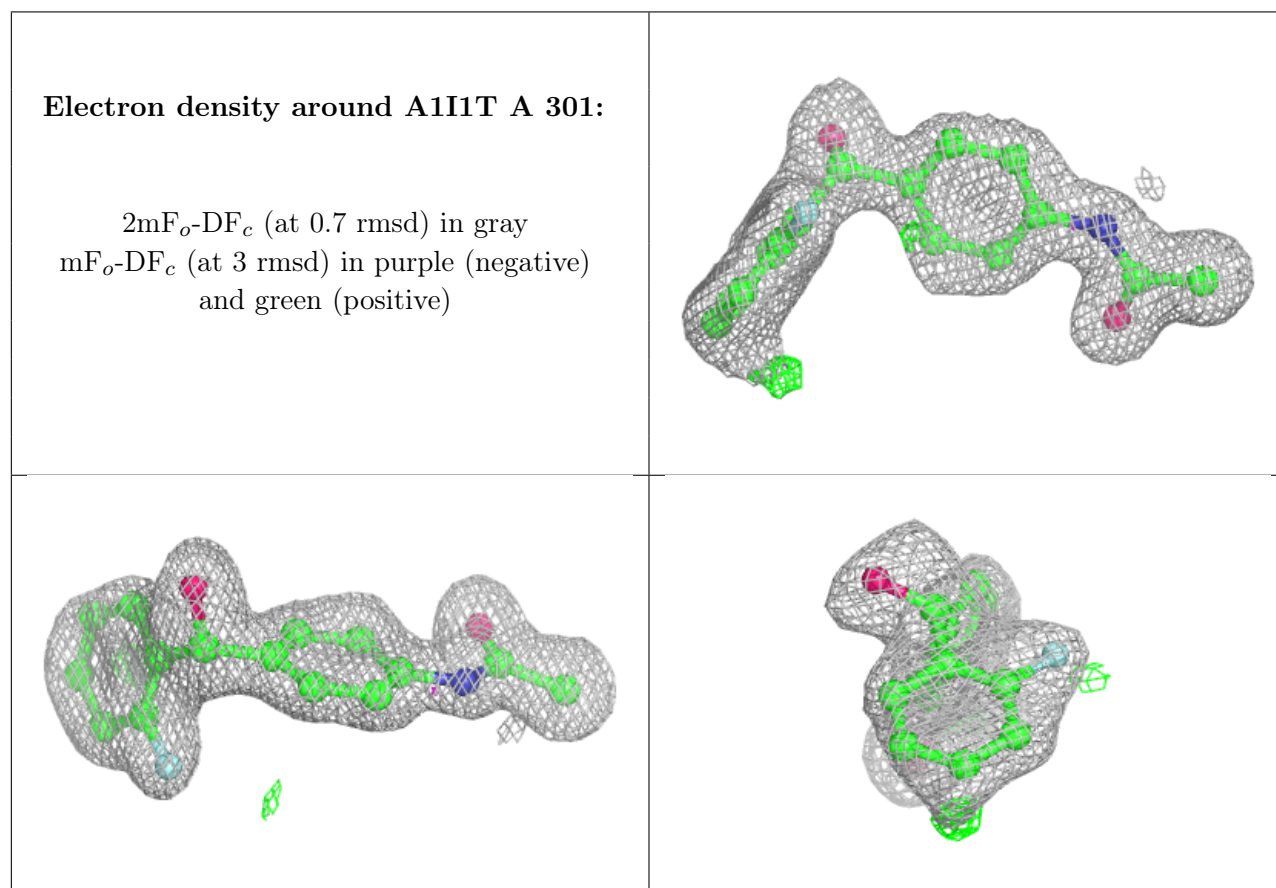 Electron density around A1I1T A 301:
2mFₒ-DF𝒸 (at 0.7 rmsd) in gray
mFₒ-DF𝒸 (at 3 rmsd) in purple (negative)
and green (positive)